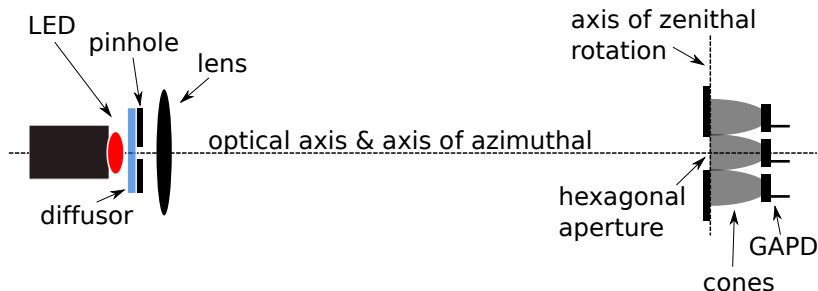 LED
pinhole
lens
diffusor
optical axis & axis of azimuthal
axis of zenithal
rotation
hexagonal
aperture
GAPD
cones